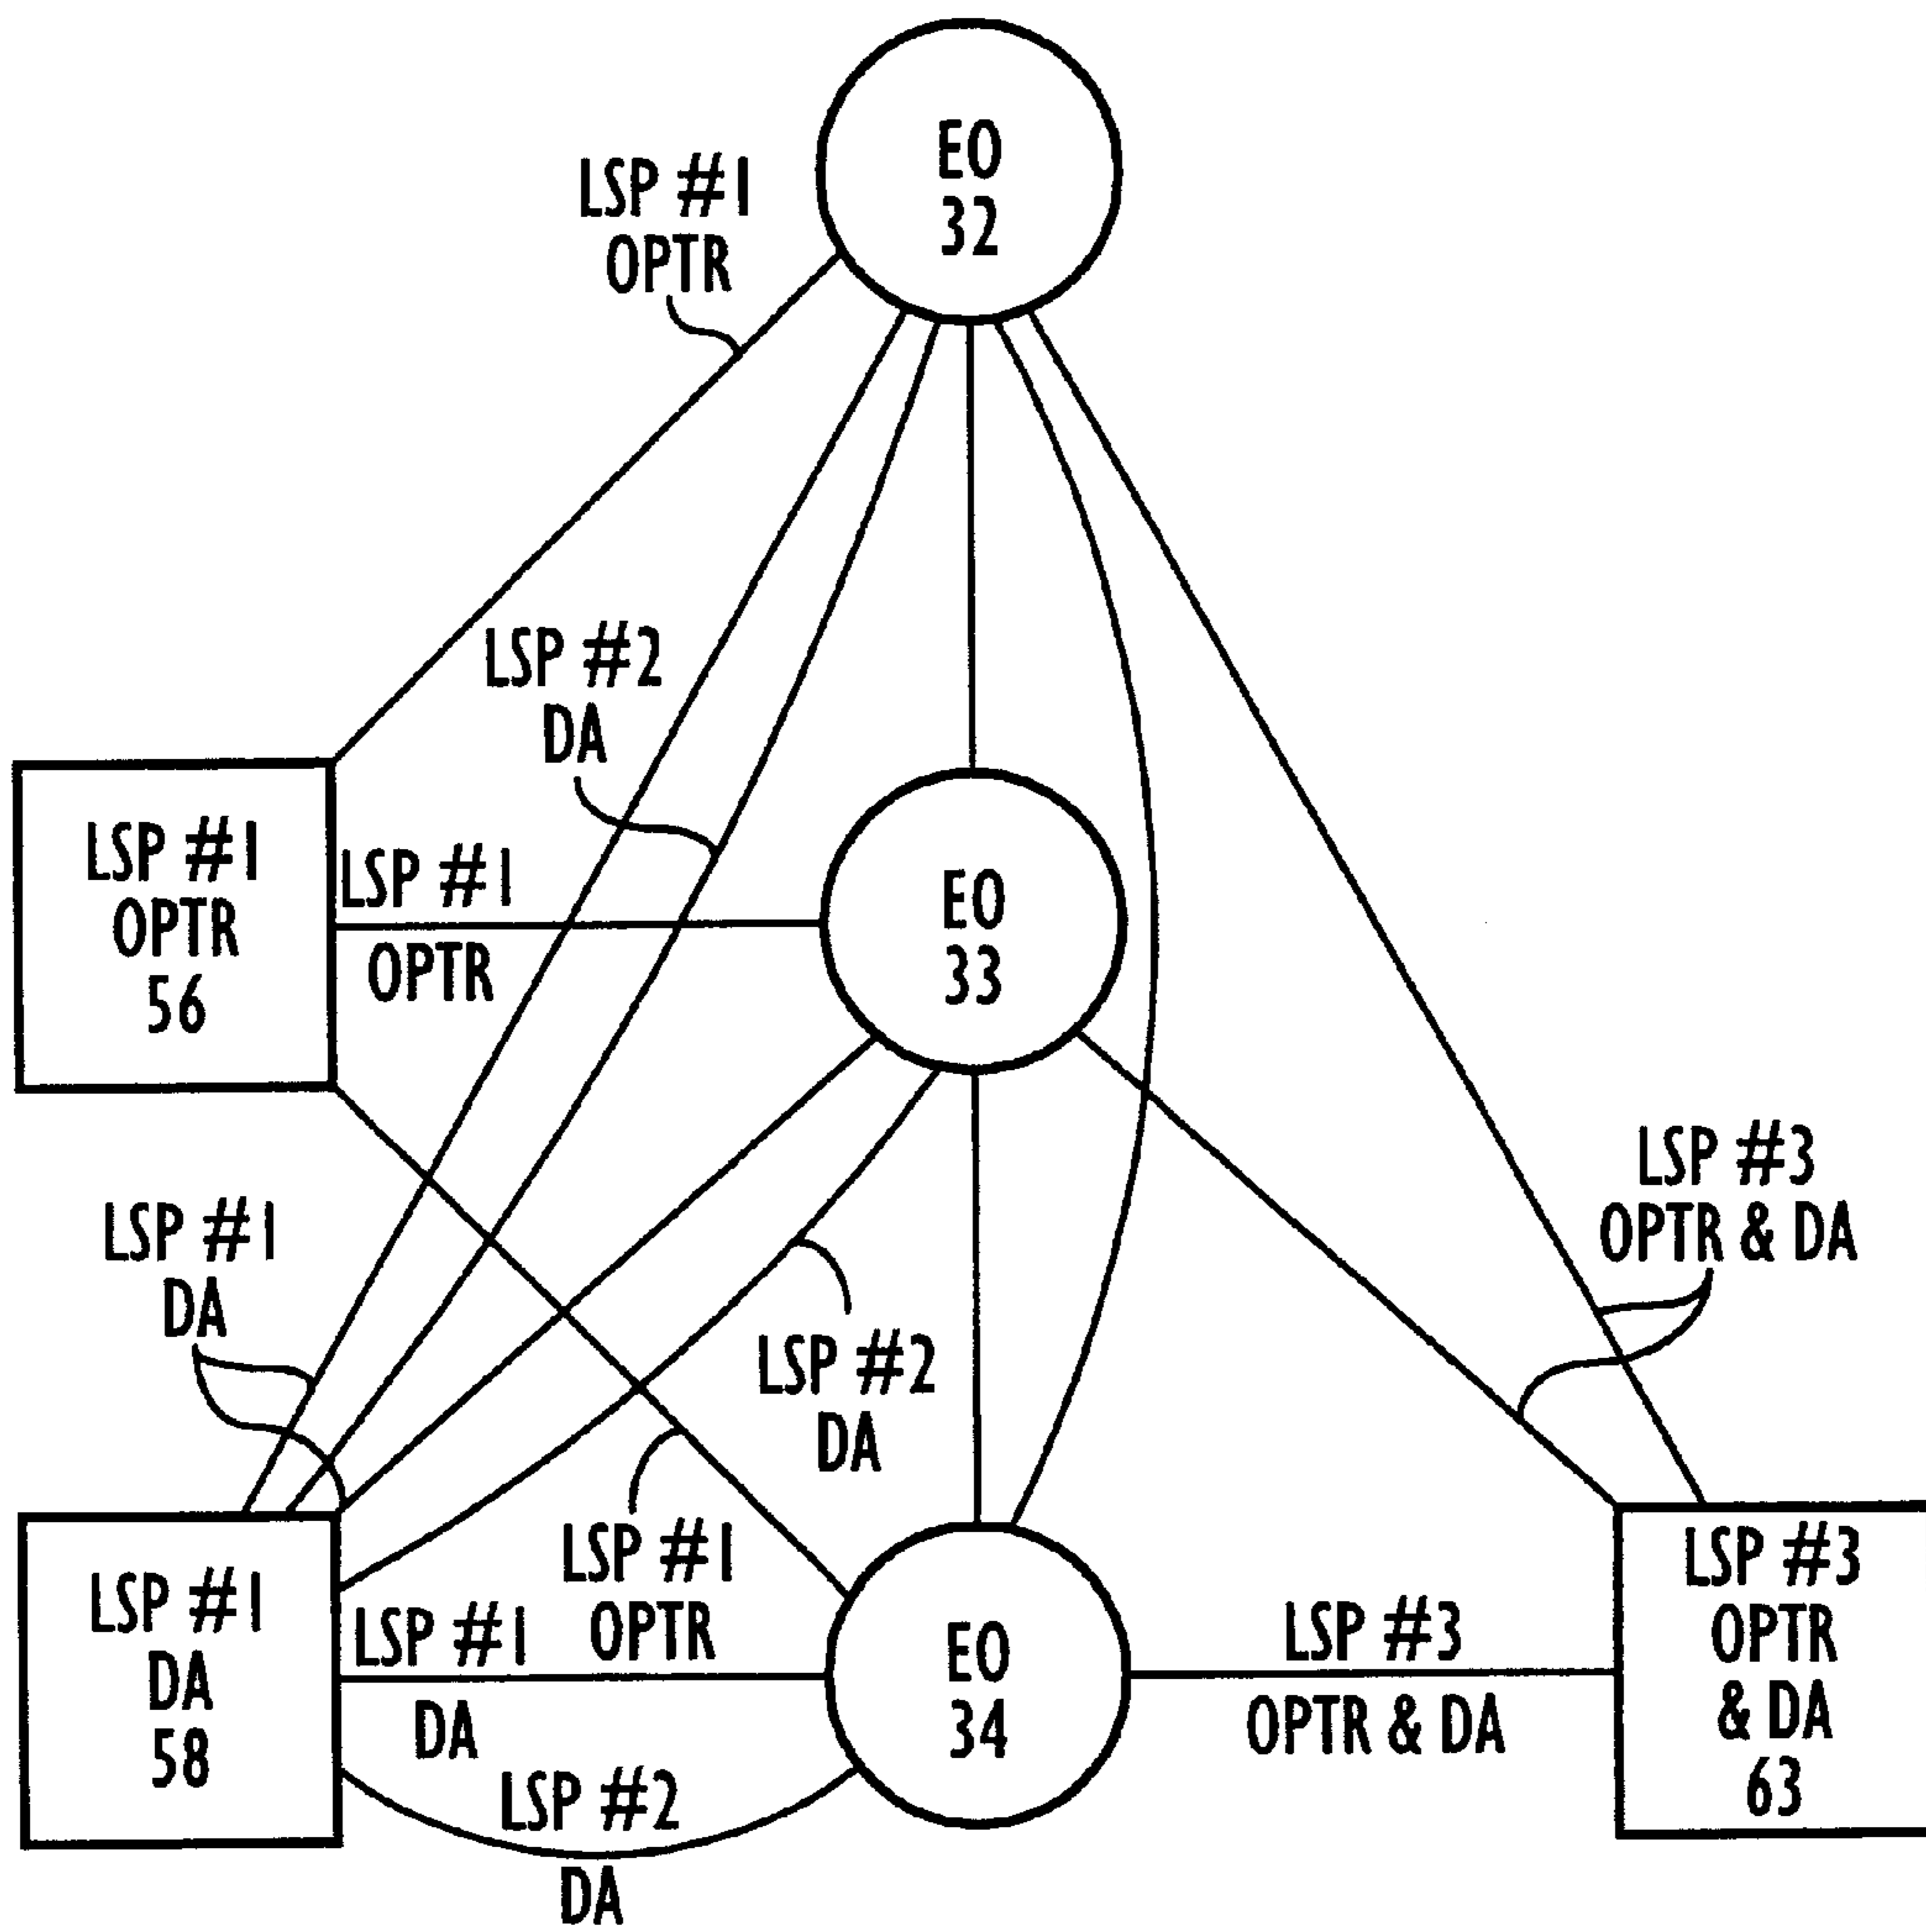 EO
32
LSP #1
OPTR
LSP #2
DA
LSP #1
OPTR
56
LSP #1
OPTR
EO
33
LSP #1
DA
LSP #3
OPTR & DA
LSP #2
DA
LSP #1
OPTR
LSP #1
DA
58
LSP #1
DA
LSP #2
DA
EO
34
LSP #3
OPTR & DA
LSP #3
OPTR
& DA
63